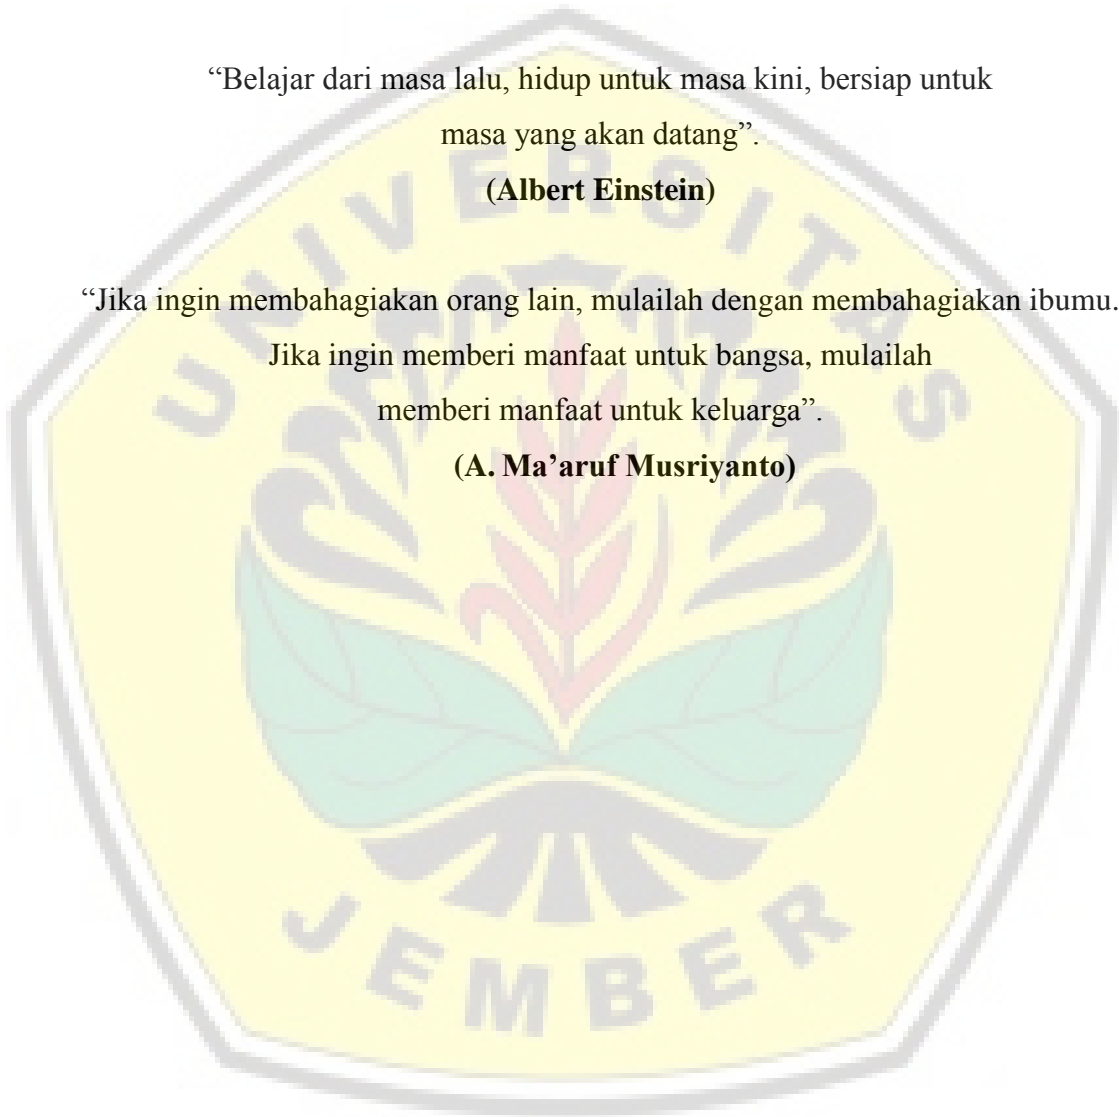 “Belajar dari masa lalu, hidup untuk masa kini, bersiap untuk
masa yang akan datang”.
(Albert Einstein)
“Jika ingin membahagiakan orang lain, mulailah dengan membahagiakan ibumu.
Jika ingin memberi manfaat untuk bangsa, mulailah
memberi manfaat untuk keluarga”.
(A. Ma’aruf Musriyanto)
UNIVERSITAS
JEMBER